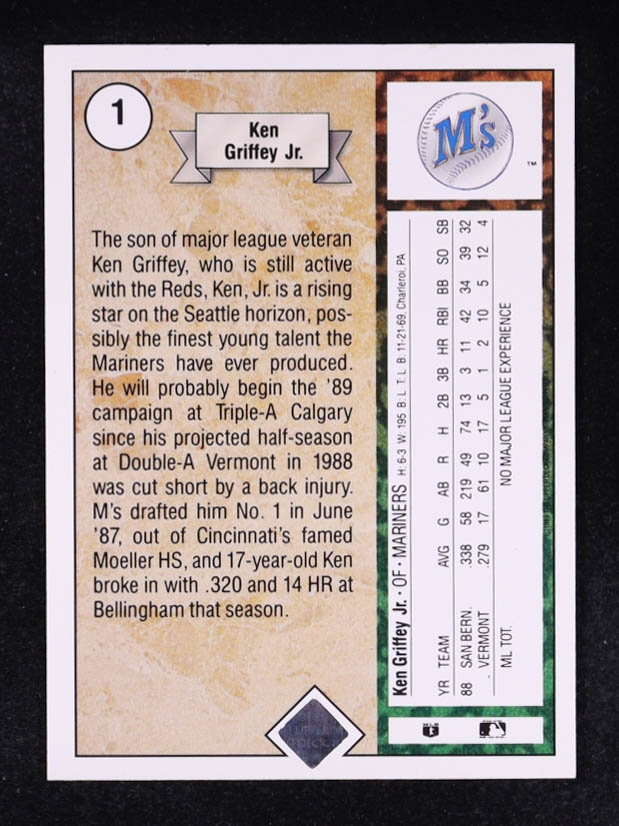 1
Ken
Griffey Jr.
The son of major league veteran
Ken Griffey, who is still active
with the Reds, Ken, Jr. is a rising
star on the Seattle horizon, pos-
sibly the finest young talent the
Mariners have ever produced.
He will probably begin the '89
campaign at Triple-A Calgary
since his projected half-season
at Double-A Vermont in 1988
was cut short by a back injury.
M's drafted him No. 1 in June
'87, out of Cincinnati's famed
Moeller HS, and 17-year-old Ken
broke in with .320 and 14 HR at
Bellingham that season.
UPPER
DECK
M's
TM
Ken Griffey Jr. • OF • MARINERS H: 6-3 W: 195 B: L T: L B: 11-21-69, Charleroi, PA
YR TEAM AVG G AB R H 2B 3B HR RBI BB SO SB
88 SAN BERN. .338 58 219 49 74 13 3 11 42 34 39 32
VERMONT .279 17 61 10 17 5 1 2 10 5 12 4
ML TOT. NO MAJOR LEAGUE EXPERIENCE